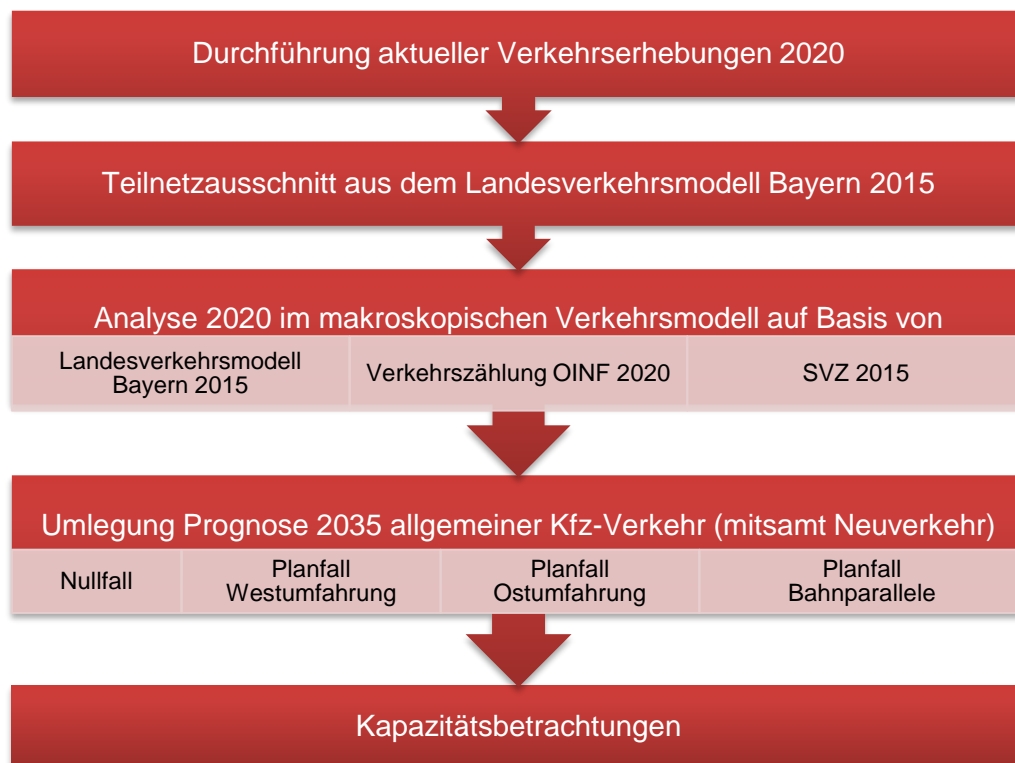 Durchführung aktueller Verkehrserhebungen 2020
Teilnetzausschnitt aus dem Landesverkehrsmodell Bayern 2015
Analyse 2020 im makroskopischen Verkehrsmodell auf Basis von
Landesverkehrsmodell
Bayern 2015
Verkehrszählung OINF 2020
SVZ 2015
Umlegung Prognose 2035 allgemeiner Kfz-Verkehr (mitsamt Neuverkehr)
Nullfall
Planfall
Westumfahrung
Planfall
Ostumfahrung
Planfall
Bahnparallele
Kapazitätsbetrachtungen